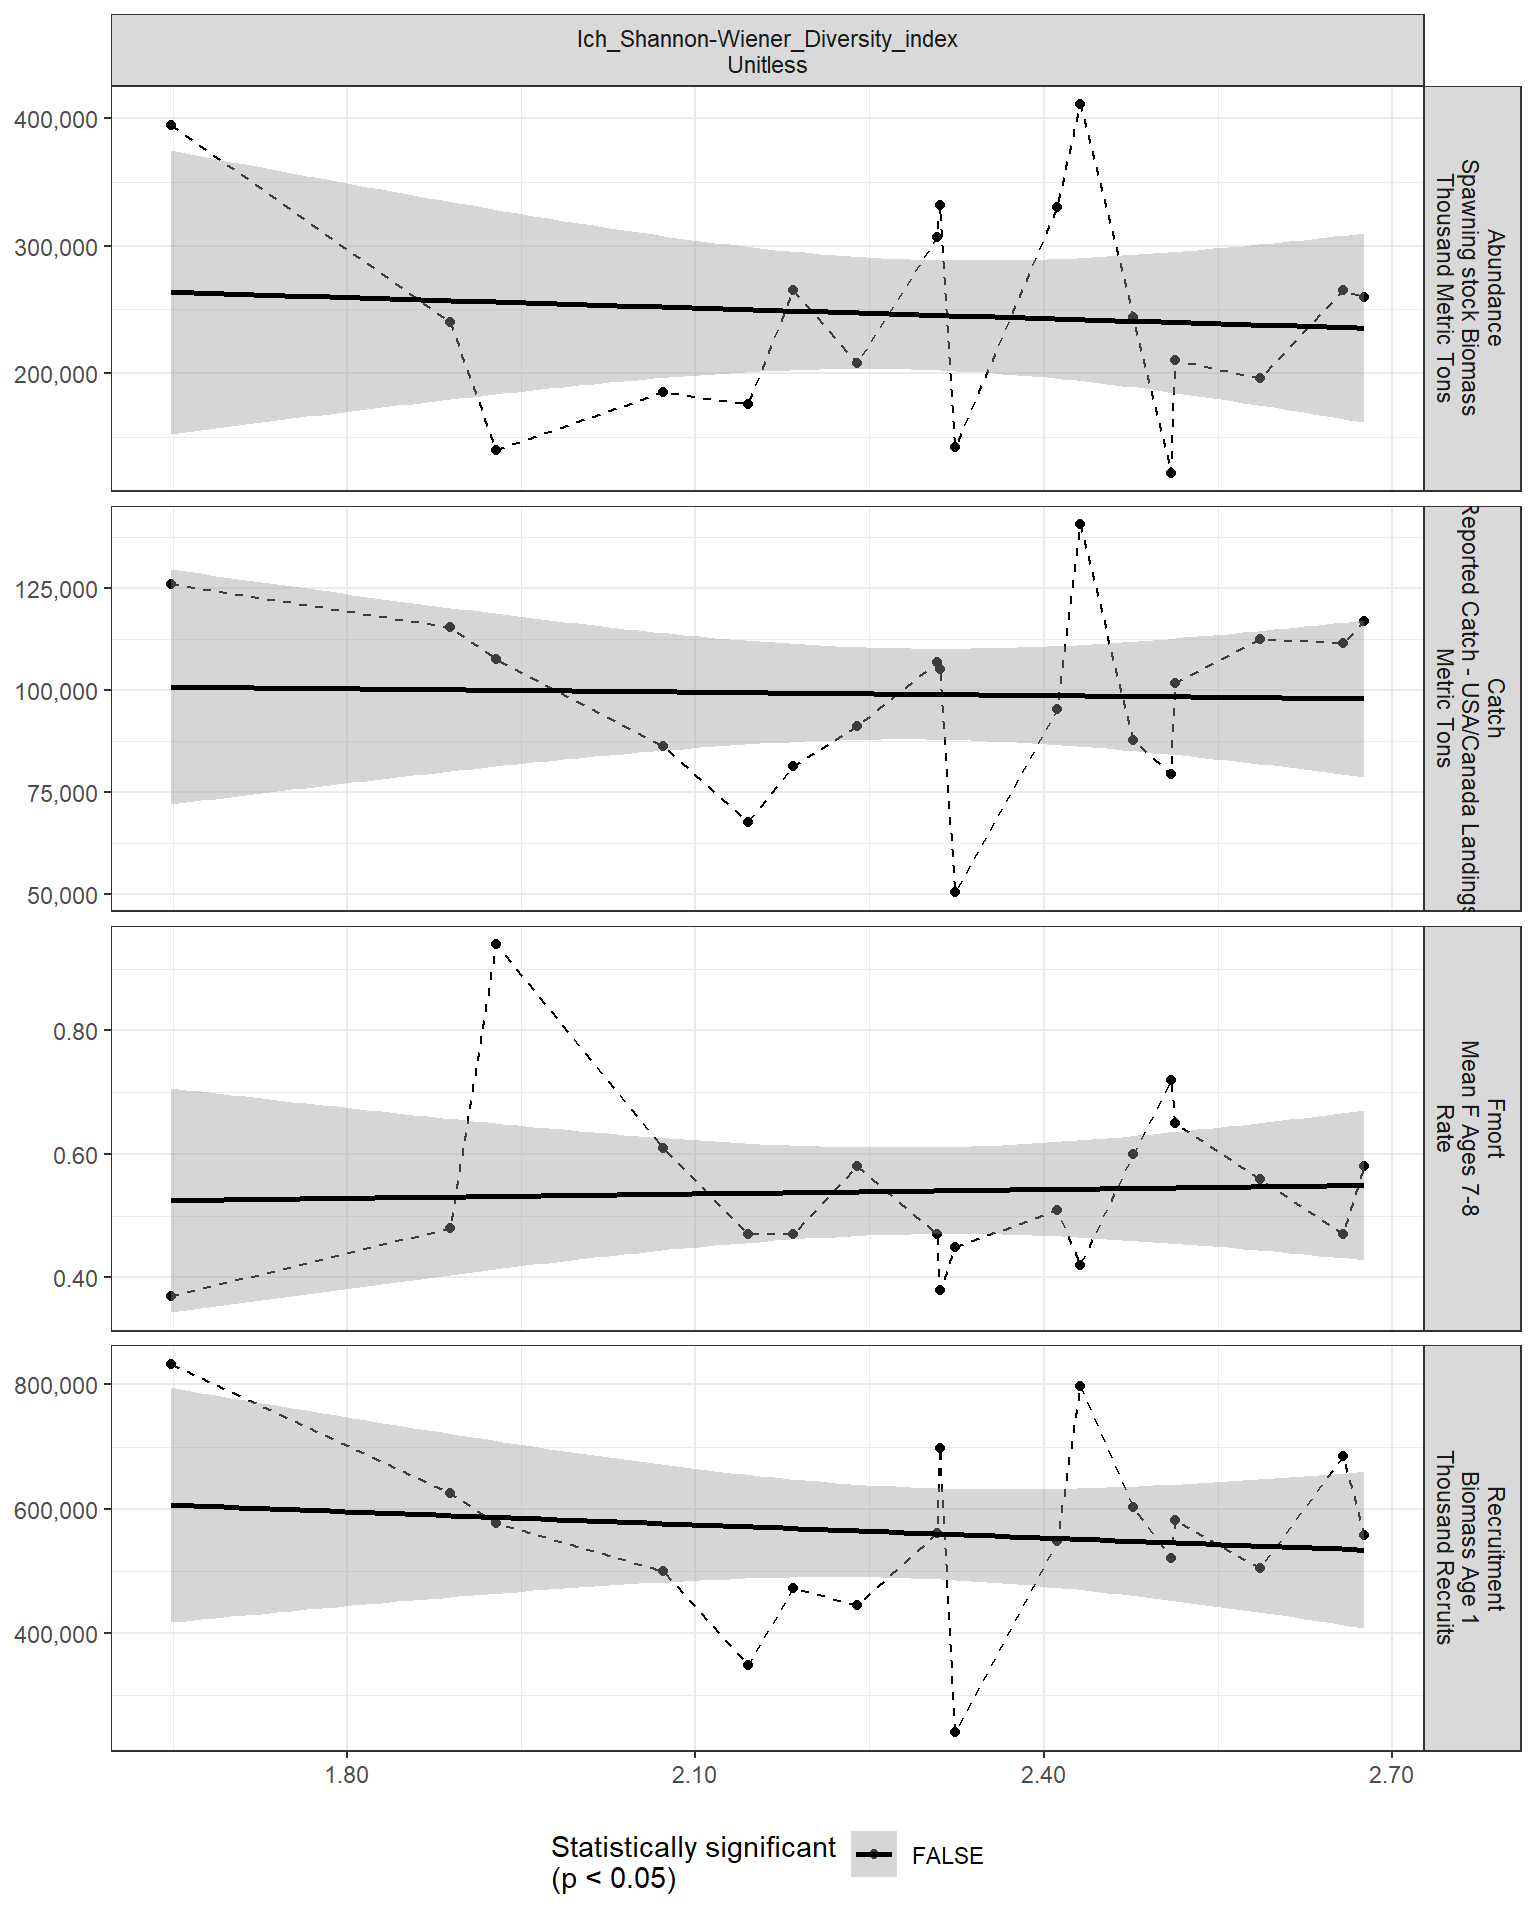 Ich_Shannon-Wiener_Diversity_index
Unitless
400,000
300,000
200,000
Abundance
Spawning stock Biomass
Thousand Metric Tons
125,000
100,000
75,000
50,000
Catch
Reported Catch - USA/Canada Landings
Metric Tons
0.80
0.60
0.40
Fmort
Mean F Ages 7-8
Rate
800,000
600,000
400,000
Recruitment
Biomass Age 1
Thousand Recruits
1.80
2.10
2.40
2.70
Statistically significant
(p < 0.05)
FALSE